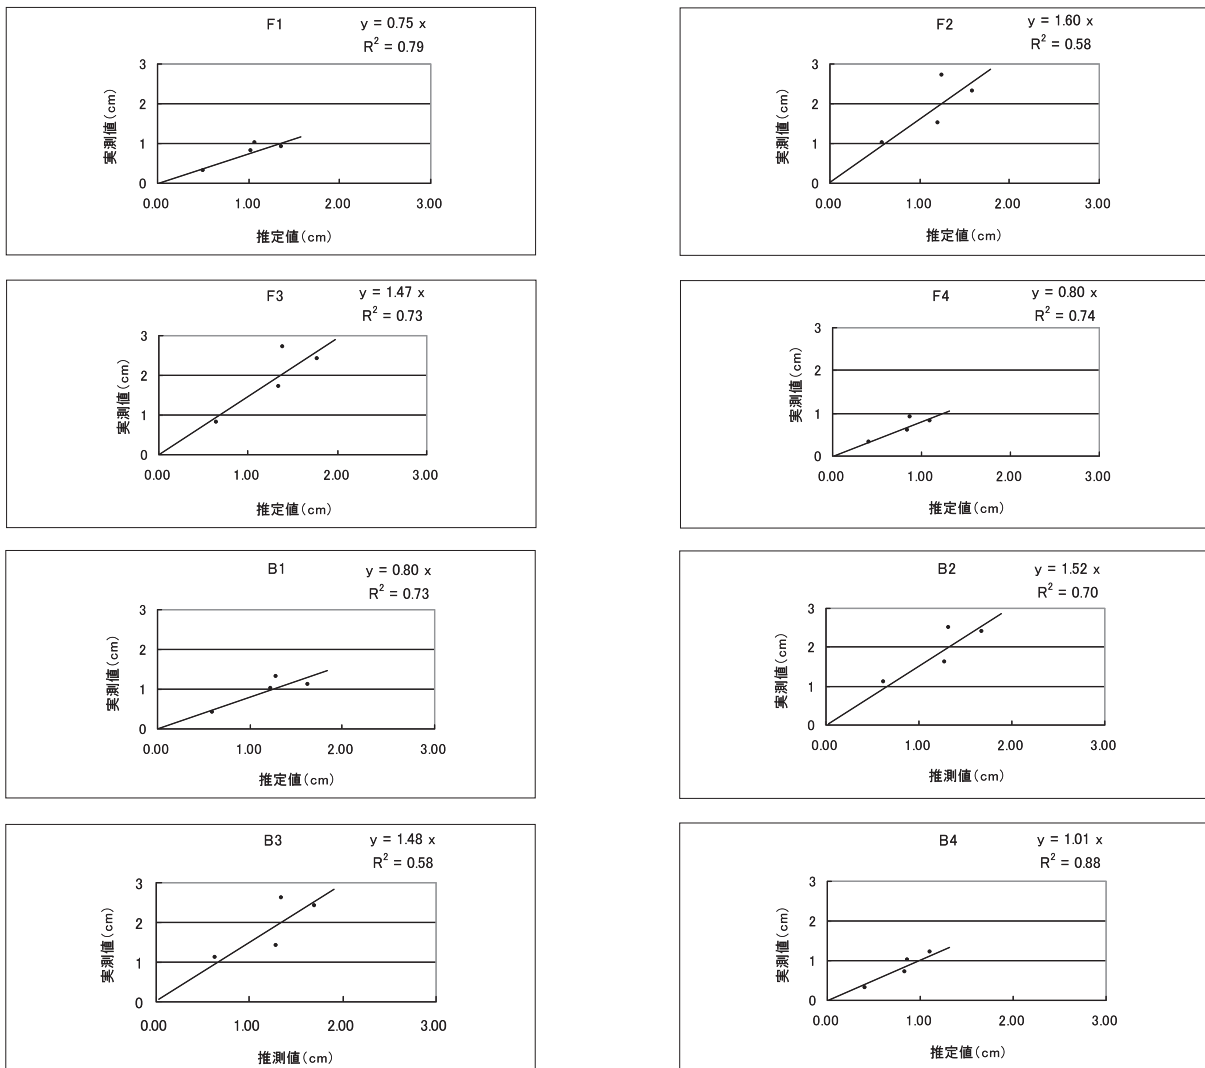 F1
y = 0.75 x
R² = 0.79
3
2
1
0
実測値(cm)
0.00 1.00 2.00 3.00
推定値(cm)
F2
y = 1.60 x
R² = 0.58
3
2
1
0
実測値(cm)
0.00 1.00 2.00 3.00
推定値(cm)
F3
y = 1.47 x
R² = 0.73
3
2
1
0
実測値(cm)
0.00 1.00 2.00 3.00
推定値(cm)
F4
y = 0.80 x
R² = 0.74
3
2
1
0
実測値(cm)
0.00 1.00 2.00 3.00
推定値(cm)
B1
y = 0.80 x
R² = 0.73
3
2
1
0
実測値(cm)
0.00 1.00 2.00 3.00
推定値(cm)
B2
y = 1.52 x
R² = 0.70
3
2
1
0
実測値(cm)
0.00 1.00 2.00 3.00
推測値(cm)
B3
y = 1.48 x
R² = 0.58
3
2
1
0
実測値(cm)
0.00 1.00 2.00 3.00
推測値(cm)
B4
y = 1.01 x
R² = 0.88
3
2
1
0
実測値(cm)
0.00 1.00 2.00 3.00
推定値(cm)